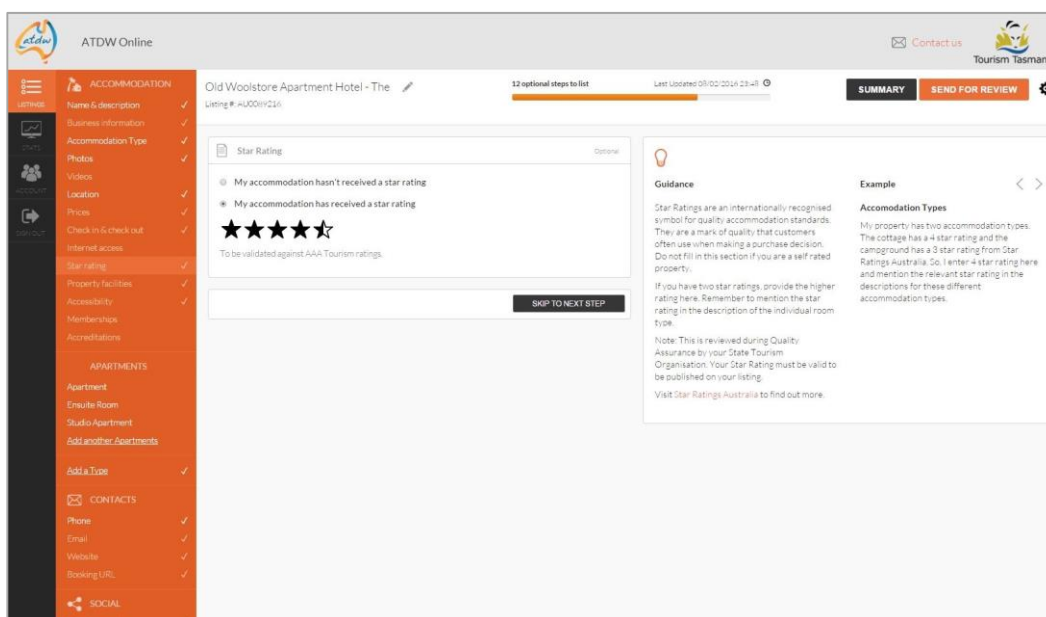 atdw
ATDW Online
Contact us
Tourism Tasman
LISTINGS
STATS
ACCOUNT
SIGN OUT
ACCOMMODATION
Name & description
Business information
Accommodation Type
Photos
Videos
Location
Prices
Check in & check out
Internet access
Star rating
Property facilities
Accessibility
Memberships
Accreditations
APARTMENTS
Apartment
Ensuite Room
Studio Apartment
Add another Apartments
Add a Type
CONTACTS
Phone
Email
Website
Booking URL
SOCIAL
Old Woolstore Apartment Hotel - The
Listing #: AU0069216
12 optional steps to list
Last Updated 08/02/2016 23:48
SUMMARY
SEND FOR REVIEW
Star Rating
Optional
My accommodation hasn't received a star rating
My accommodation has received a star rating
To be validated against AAA Tourism ratings.
SKIP TO NEXT STEP
Guidance
Star Ratings are an internationally recognised
symbol for quality accommodation standards.
They are a mark of quality that customers
often use when making a purchase decision.
Do not fill in this section if you are a self rated
property.
If you have two star ratings, provide the higher
rating here. Remember to mention the star
rating in the description of the individual room
type.
Note: This is reviewed during Quality
Assurance by your State Tourism
Organisation. Your Star Rating must be valid to
be published on your listing.
Visit Star Ratings Australia to find out more.
Example
Accomodation Types
My property has two accommodation types.
The cottage has a 4 star rating and the
campground has a 3 star rating from Star
Ratings Australia. So, I enter 4 star rating here
and mention the relevant star rating in the
descriptions for these different
accommodation types.